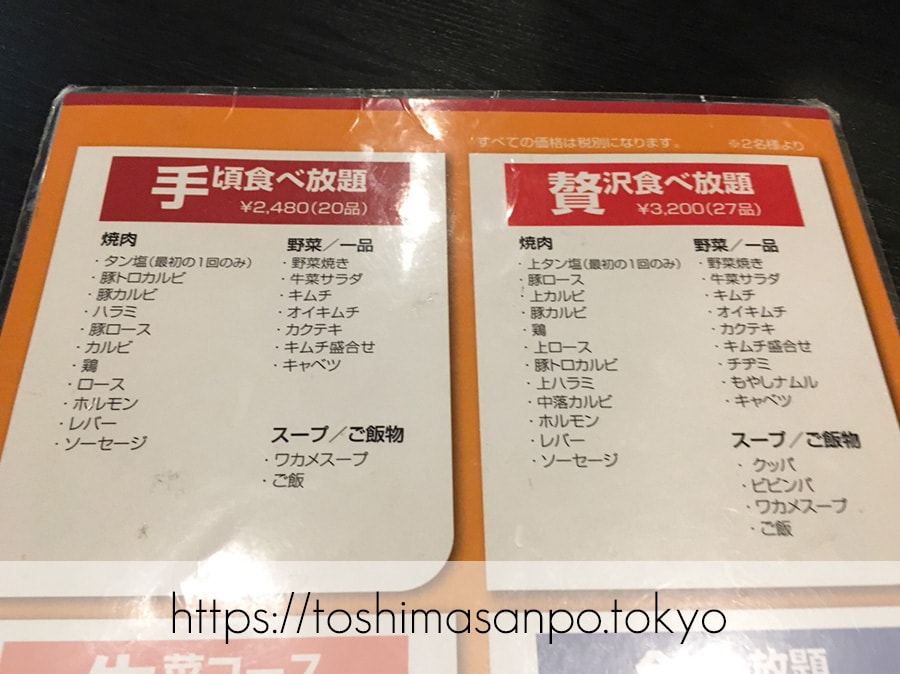 すべての価格は税別になります。
※2名様より
手頃食べ放題
¥2,480(20品)
焼肉
・タン塩(最初の1回のみ)
・豚トロカルビ
・豚カルビ
・ハラミ
・豚ロース
・カルビ
・鶏
・ロース
・ホルモン
・レバー
・ソーセージ
野菜／一品
・野菜焼き
・牛菜サラダ
・キムチ
・オイキムチ
・カクテキ
・キムチ盛合せ
・キャベツ
スープ／ご飯物
・ワカメスープ
・ご飯
贅沢食べ放題
¥3,200(27品)
焼肉
・上タン塩(最初の1回のみ)
・豚ロース
・上カルビ
・豚カルビ
・鶏
・上ロース
・豚トロカルビ
・上ハラミ
・中落カルビ
・ホルモン
・レバー
・ソーセージ
野菜／一品
・野菜焼き
・牛菜サラダ
・キムチ
・オイキムチ
・カクテキ
・キムチ盛合せ
・チヂミ
・もやしナムル
・キャベツ
スープ／ご飯物
・クッパ
・ビビンバ
・ワカメスープ
・ご飯
https://toshimasanpo.tokyo
牛菜コース
放題